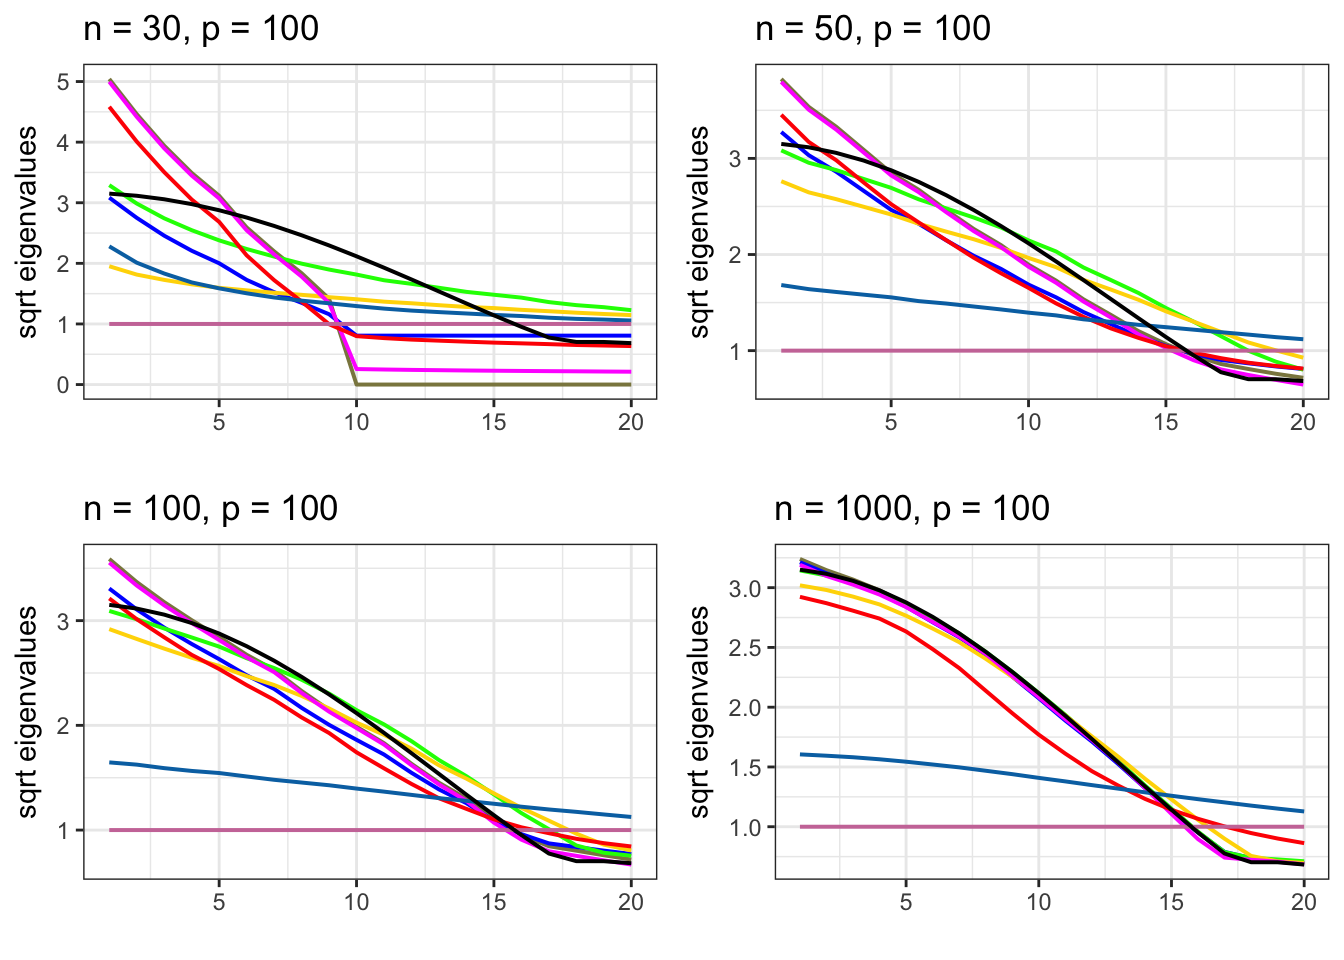 n = 30, p = 100
sqrt eigenvalues
5
4
3
2
1
0
5 10 15 20
n = 50, p = 100
sqrt eigenvalues
3
2
1
5 10 15 20
n = 100, p = 100
sqrt eigenvalues
3
2
1
5 10 15 20
n = 1000, p = 100
sqrt eigenvalues
3.0
2.5
2.0
1.5
1.0
5 10 15 20